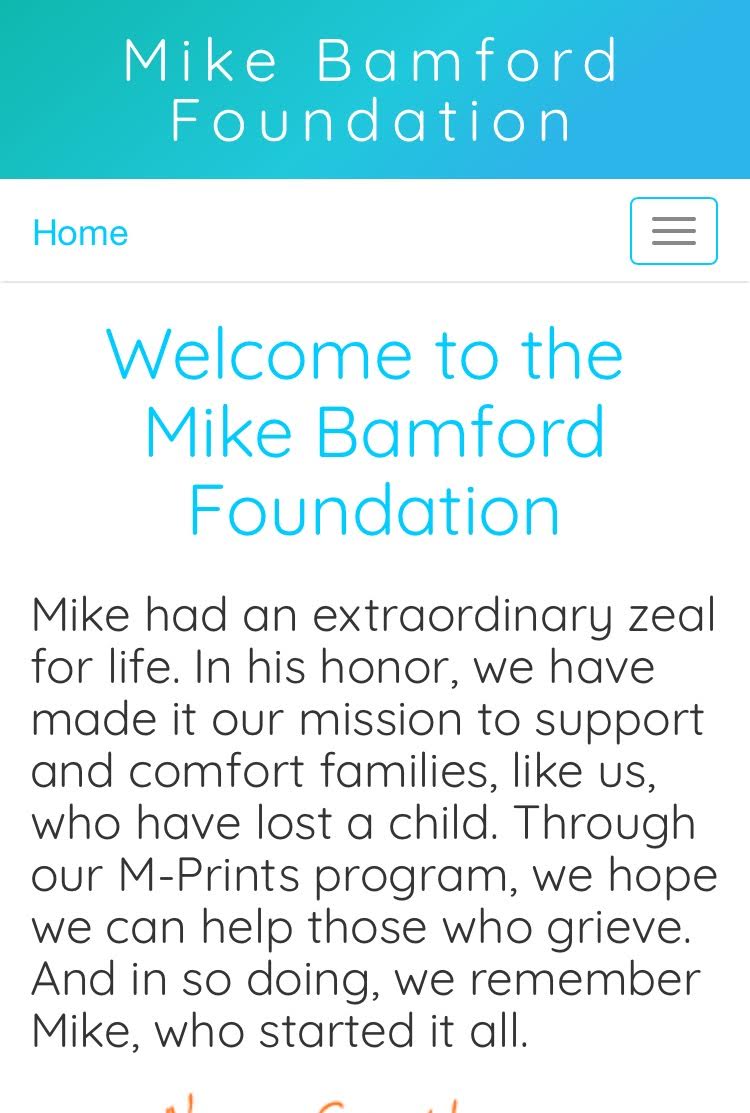 Mike Bamford
Foundation
Home
Welcome to the
Mike Bamford
Foundation
Mike had an extraordinary zeal
for life. In his honor, we have
made it our mission to support
and comfort families, like us,
who have lost a child. Through
our M-Prints program, we hope
we can help those who grieve.
And in so doing, we remember
Mike, who started it all.